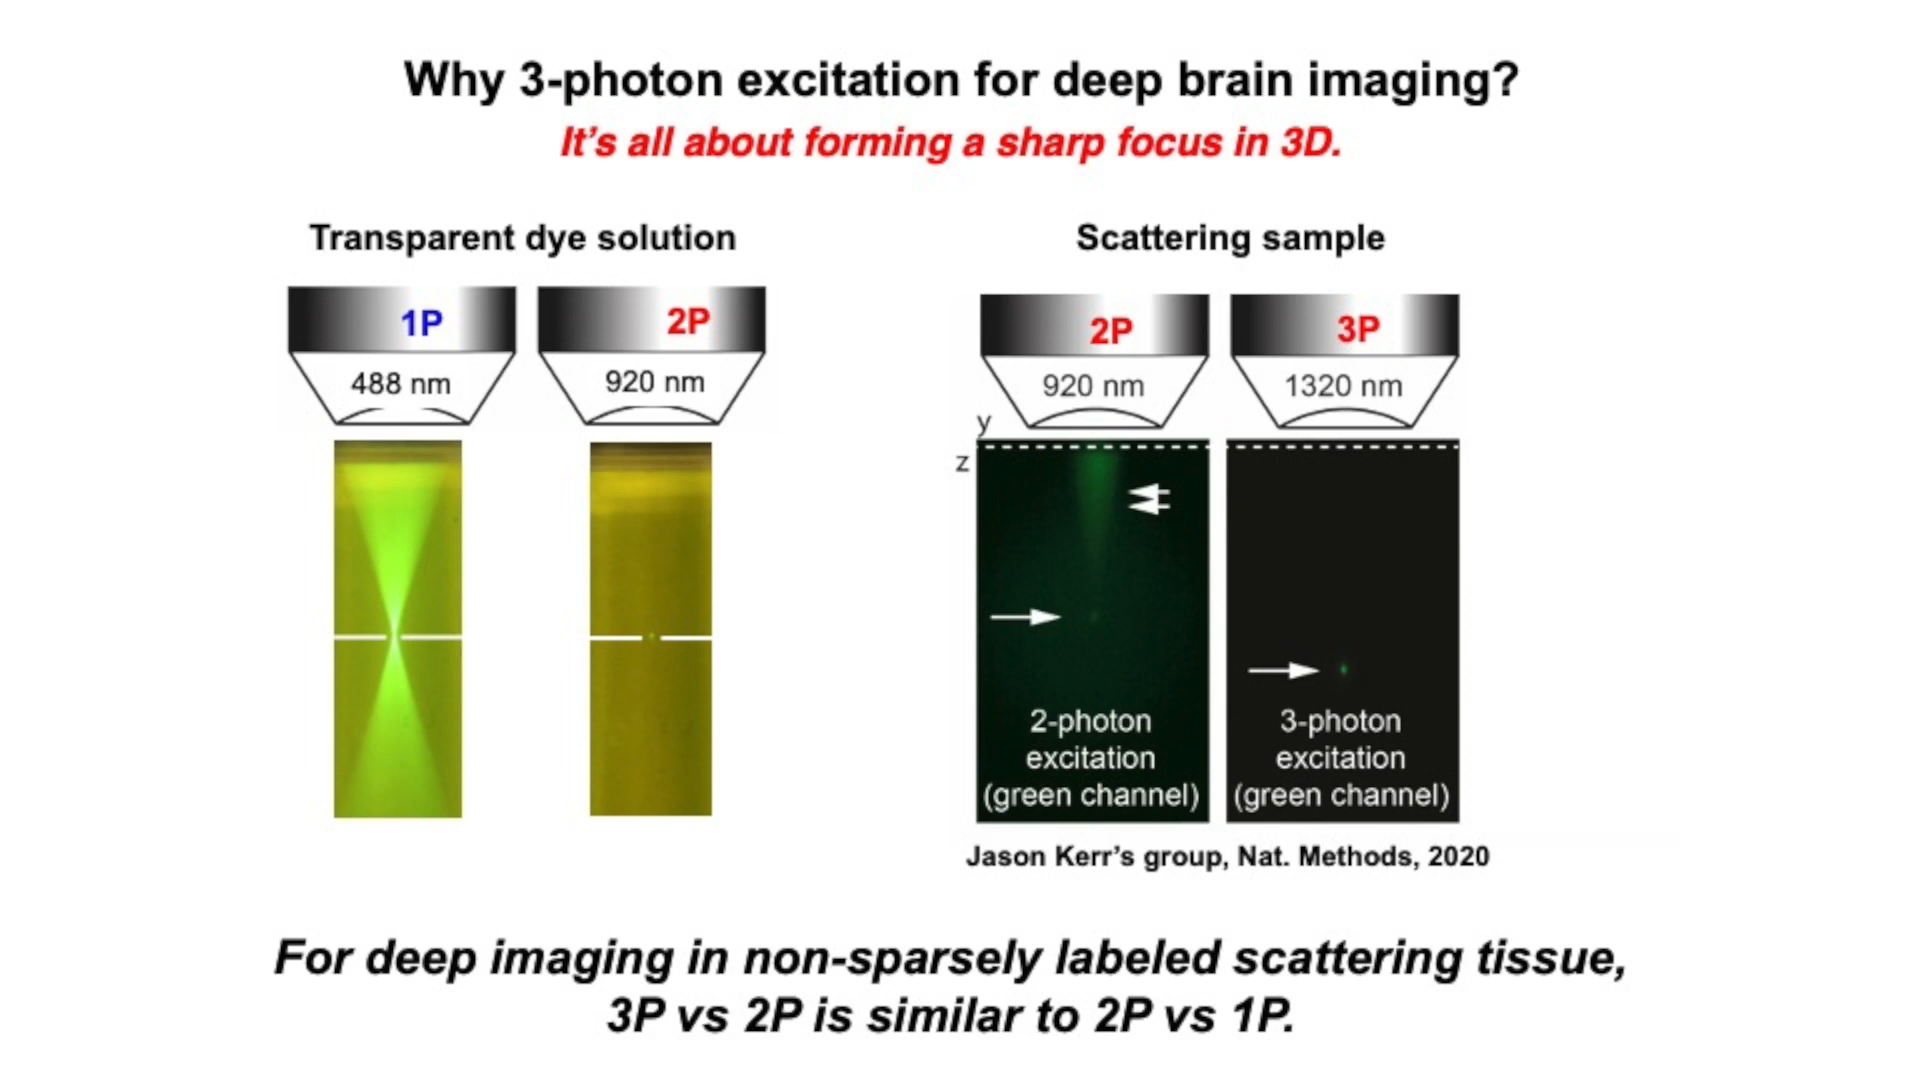 Why 3-photon excitation for deep brain imaging?
It's all about forming a sharp focus in 3D.
Transparent dye solution
1P
488 nm
2P
920 nm
Scattering sample
2P
920 nm
3P
1320 nm
y
z
2-photon
excitation
(green channel)
3-photon
excitation
(green channel)
Jason Kerr's group, Nat. Methods, 2020
For deep imaging in non-sparsely labeled scattering tissue,
3P vs 2P is similar to 2P vs 1P.